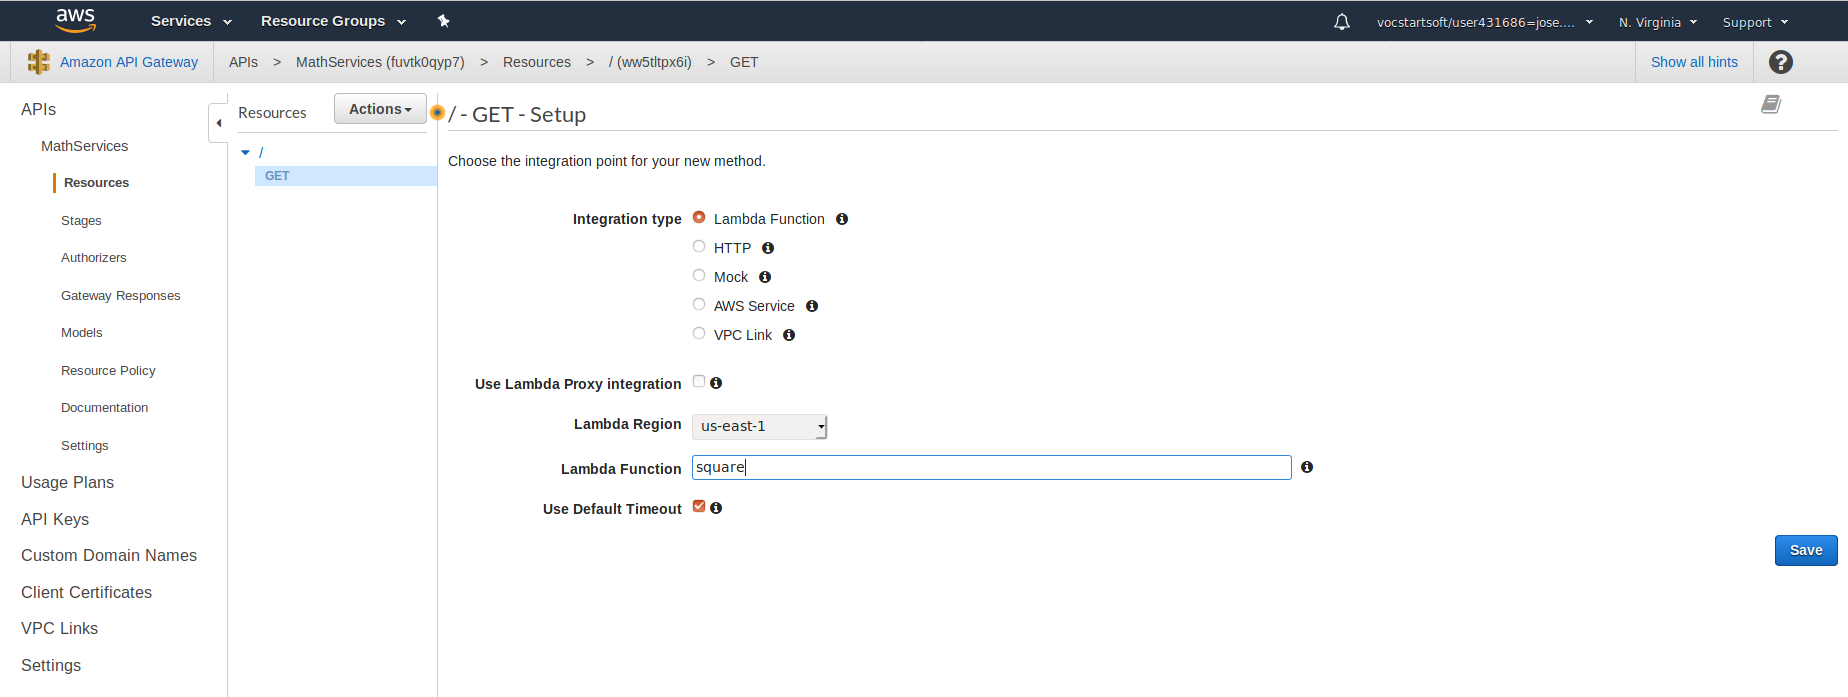 aws Services Resource Groups vocstartsoft/user431686=jose.... N. Virginia Support
Amazon API Gateway APIs > MathServices (fuvtk0qyp7) > Resources > / (ww5tltpx6i) > GET Show all hints ?
APIs
MathServices
Resources
Stages
Authorizers
Gateway Responses
Models
Resource Policy
Documentation
Settings
Usage Plans
API Keys
Custom Domain Names
Client Certificates
VPC Links
Settings
Resources Actions
/
GET
/ - GET - Setup
Choose the integration point for your new method.
Integration type Lambda Function
HTTP
Mock
AWS Service
VPC Link
Use Lambda Proxy integration
Lambda Region us-east-1
Lambda Function square
Use Default Timeout
Save